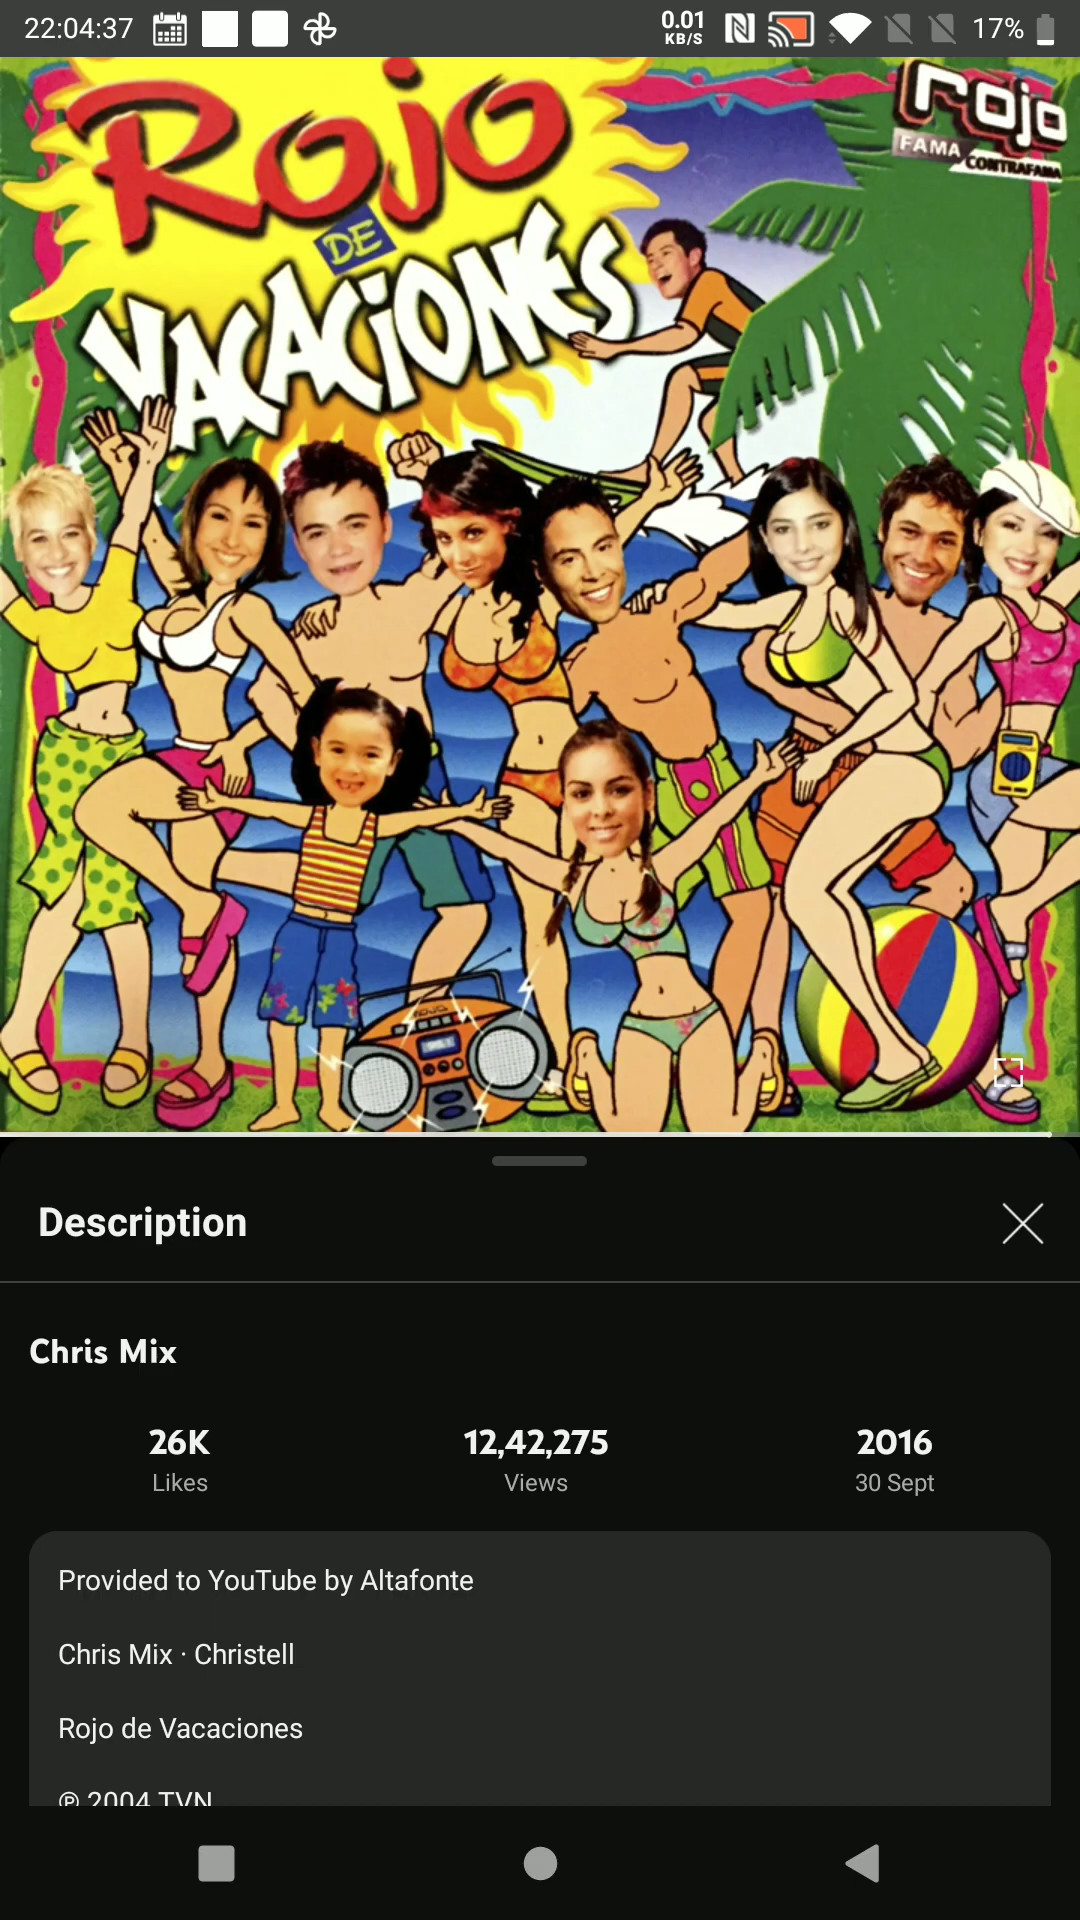 22:04:37
0.01
KB/S
17%
Rojo
DE
VACACiONES
rojo
FAMA
CONTRAFAMA
Description
Chris Mix
26K
12,42,275
2016
Likes
Views
30 Sept
Provided to YouTube by Altafonte
Chris Mix · Christell
Rojo de Vacaciones
℗ 2004 TVN